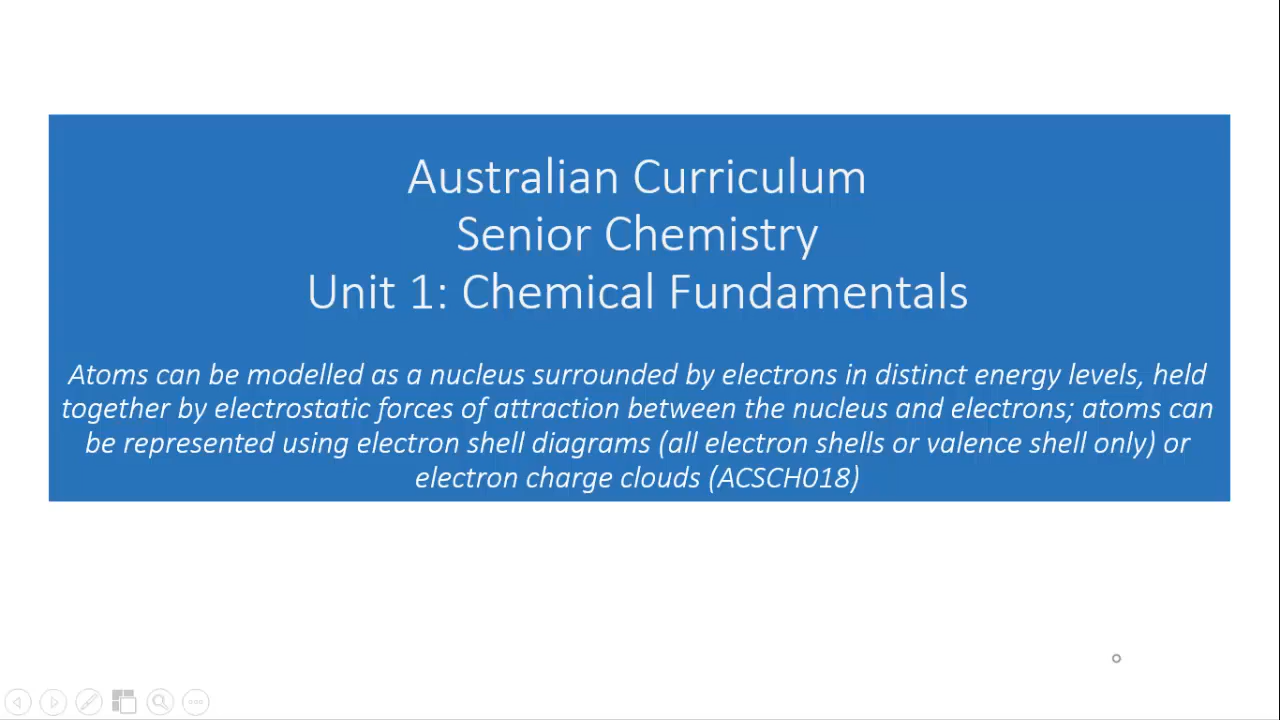 Australian Curriculum
Senior Chemistry
Unit 1: Chemical Fundamentals
Atoms can be modelled as a nucleus surrounded by electrons in distinct energy levels, held
together by electrostatic forces of attraction between the nucleus and electrons; atoms can
be represented using electron shell diagrams (all electron shells or valence shell only) or
electron charge clouds (ACSCH018)